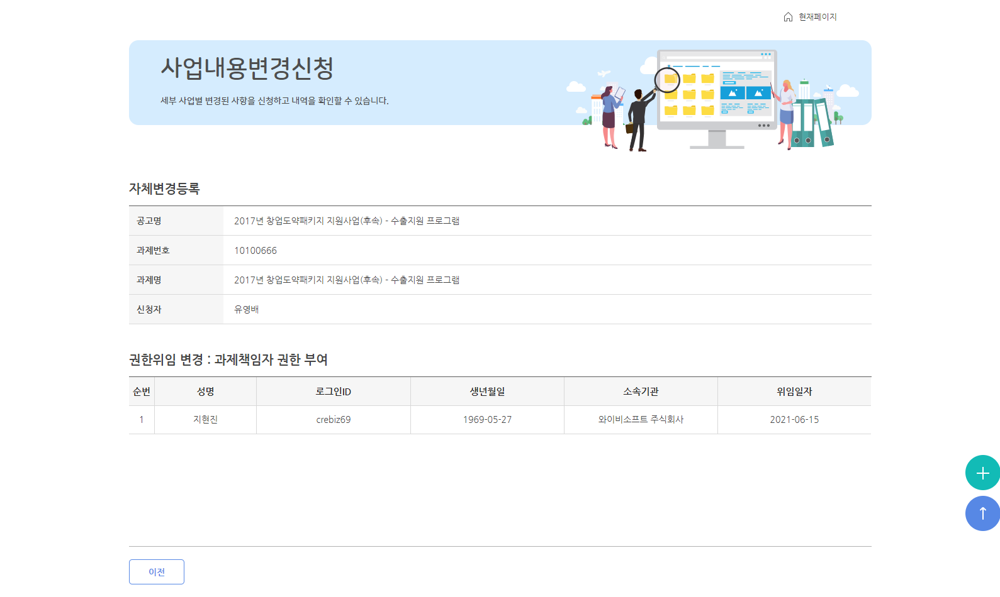 현재페이지
사업내용변경신청
세부 사업별 변경된 사항을 신청하고 내역을 확인할 수 있습니다.
자체변경등록
공고명 2017년 창업도약패키지 지원사업(후속) - 수출지원 프로그램
과제번호 10100666
과제명 2017년 창업도약패키지 지원사업(후속) - 수출지원 프로그램
신청자 유영배
권한위임 변경 : 과제책임자 권한 부여
순번 성명 로그인ID 생년월일 소속기관 위임일자
1 지현진 crebiz69 1969-05-27 와이비소프트 주식회사 2021-06-15
이전